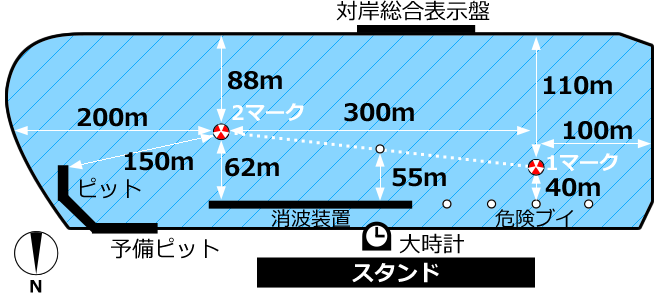 対岸総合表示盤
88m
110m
200m
2マーク
300m
100m
150m
62m
55m
1マーク
40m
ピット
消波装置
危険ブイ
予備ピット
大時計
スタンド
N